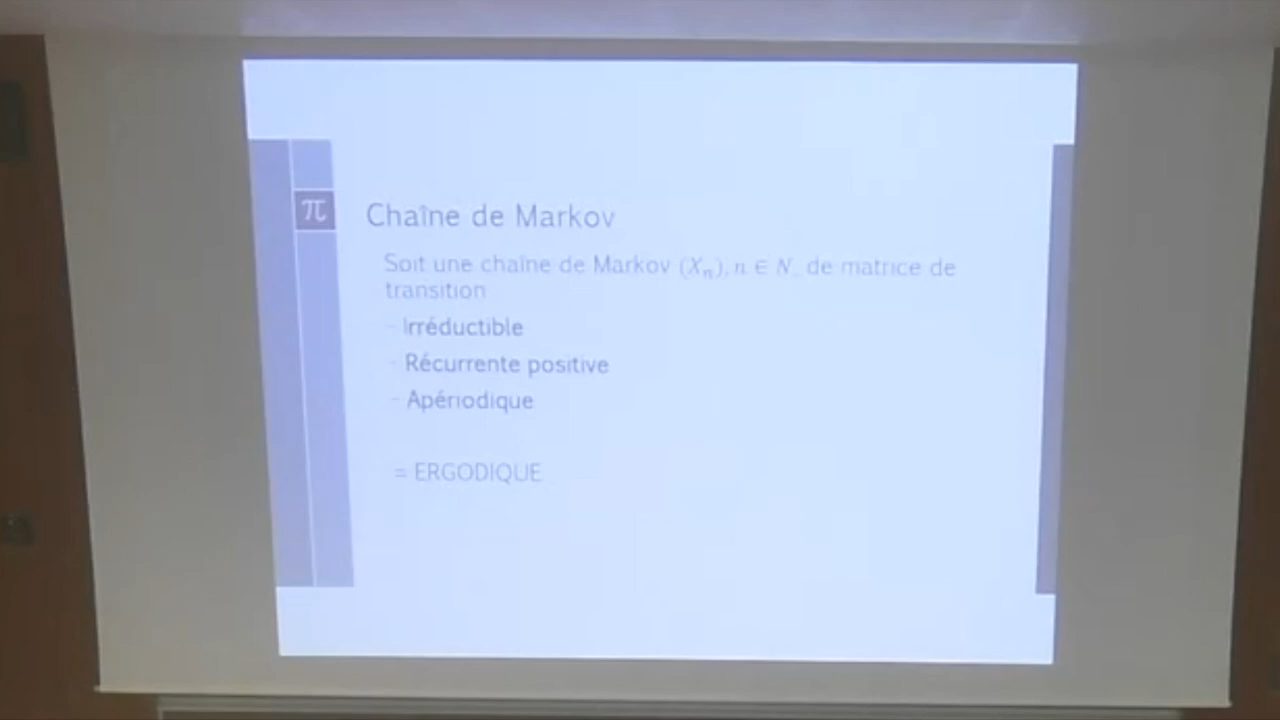 π
Chaîne de Markov
Soit une chaîne de Markov (Xₙ), n ∈ N, de matrice de
transition
- Irréductible
- Récurrente positive
- Apériodique
= ERGODIQUE